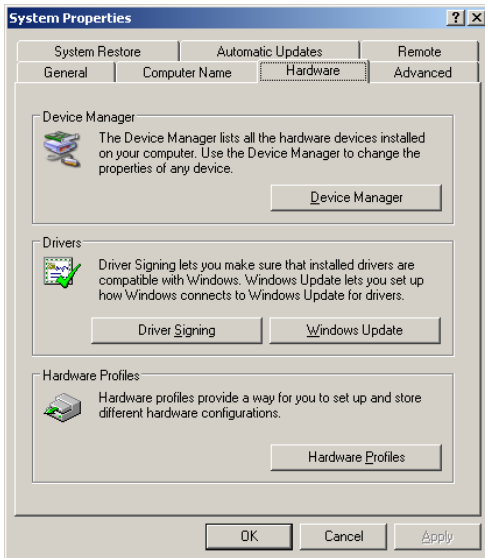 System Properties
System Restore
Automatic Updates
Remote
General
Computer Name
Hardware
Advanced
Device Manager
The Device Manager lists all the hardware devices installed
on your computer. Use the Device Manager to change the
properties of any device.
Device Manager
Drivers
Driver Signing lets you make sure that installed drivers are
compatible with Windows. Windows Update lets you set up
how Windows connects to Windows Update for drivers.
Driver Signing
Windows Update
Hardware Profiles
Hardware profiles provide a way for you to set up and store
different hardware configurations.
Hardware Profiles
OK
Cancel
Apply